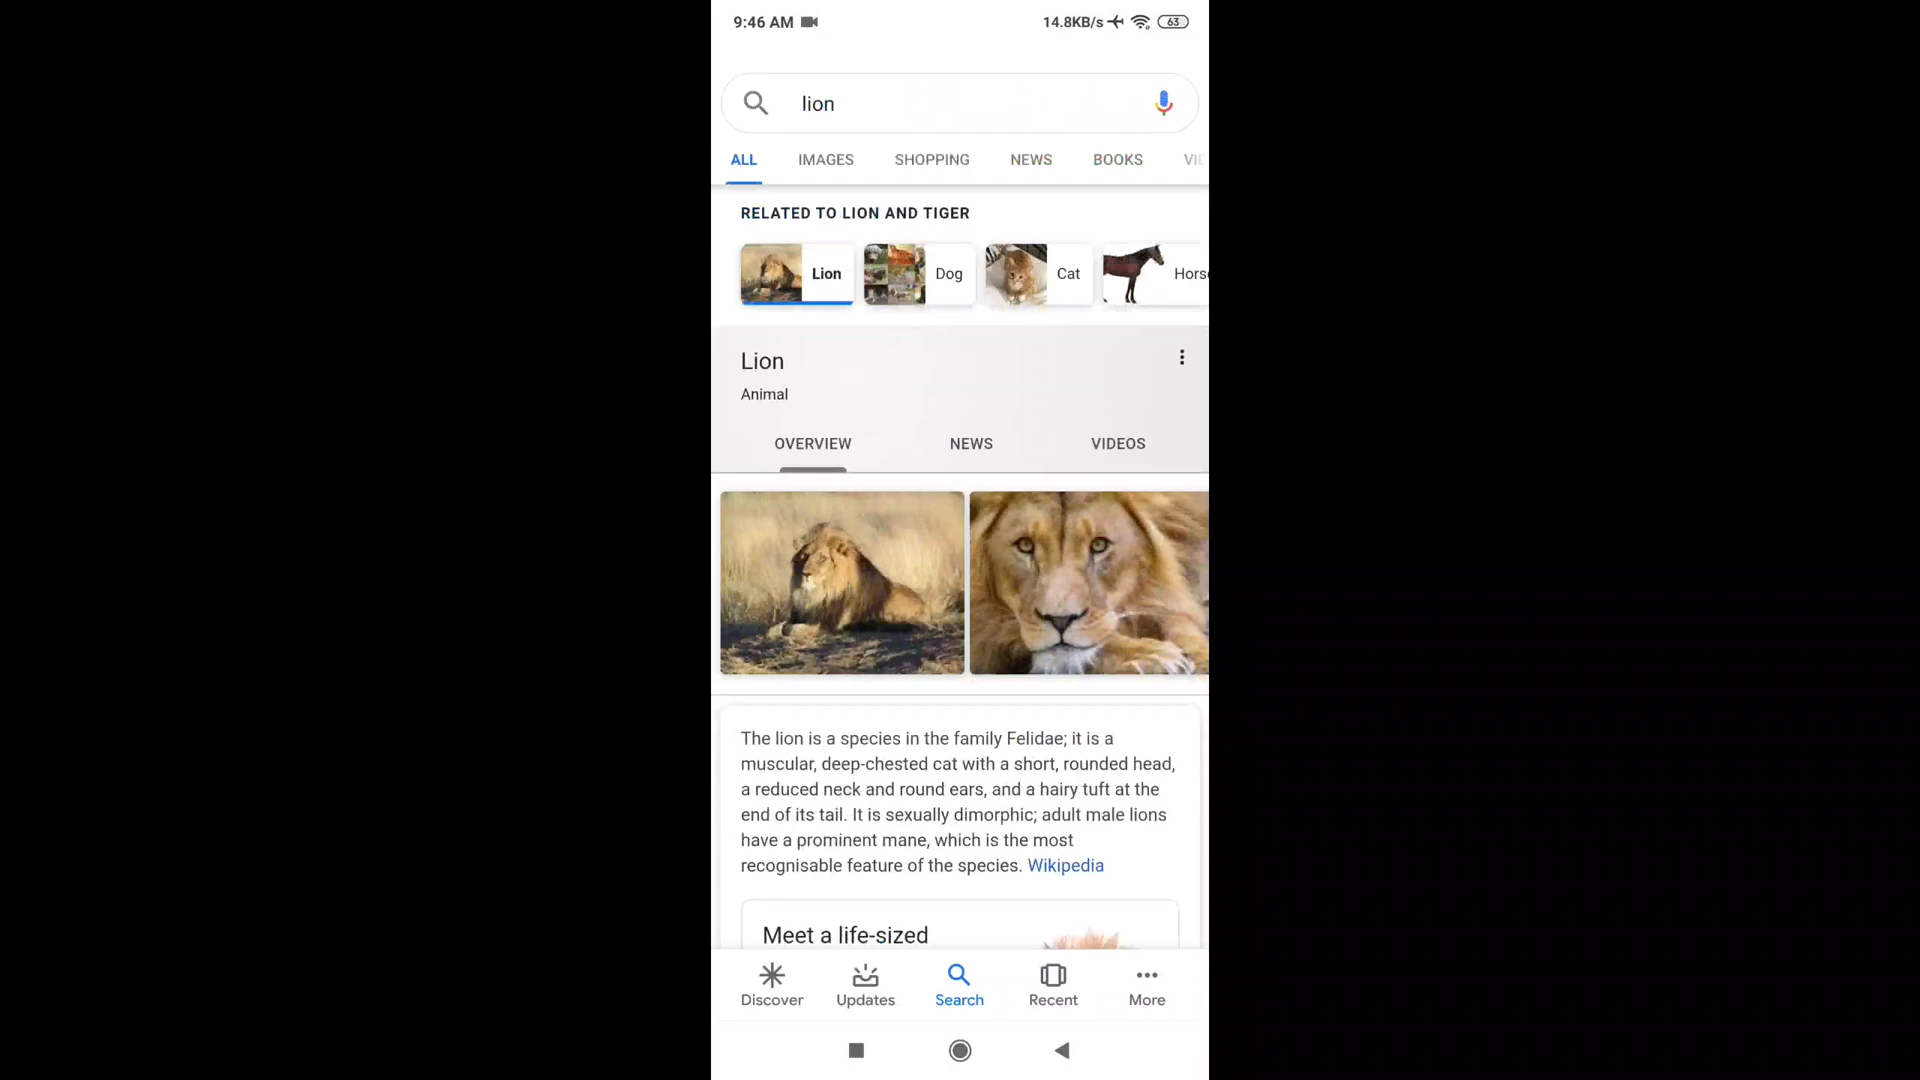 9:46 AM 14.8KB/s 63
lion
ALL IMAGES SHOPPING NEWS BOOKS VID
RELATED TO LION AND TIGER
Lion Dog Cat Hors
Lion
Animal
OVERVIEW NEWS VIDEOS
The lion is a species in the family Felidae; it is a
muscular, deep-chested cat with a short, rounded head,
a reduced neck and round ears, and a hairy tuft at the
end of its tail. It is sexually dimorphic; adult male lions
have a prominent mane, which is the most
recognisable feature of the species. Wikipedia
Meet a life-sized
Discover Updates Search Recent More